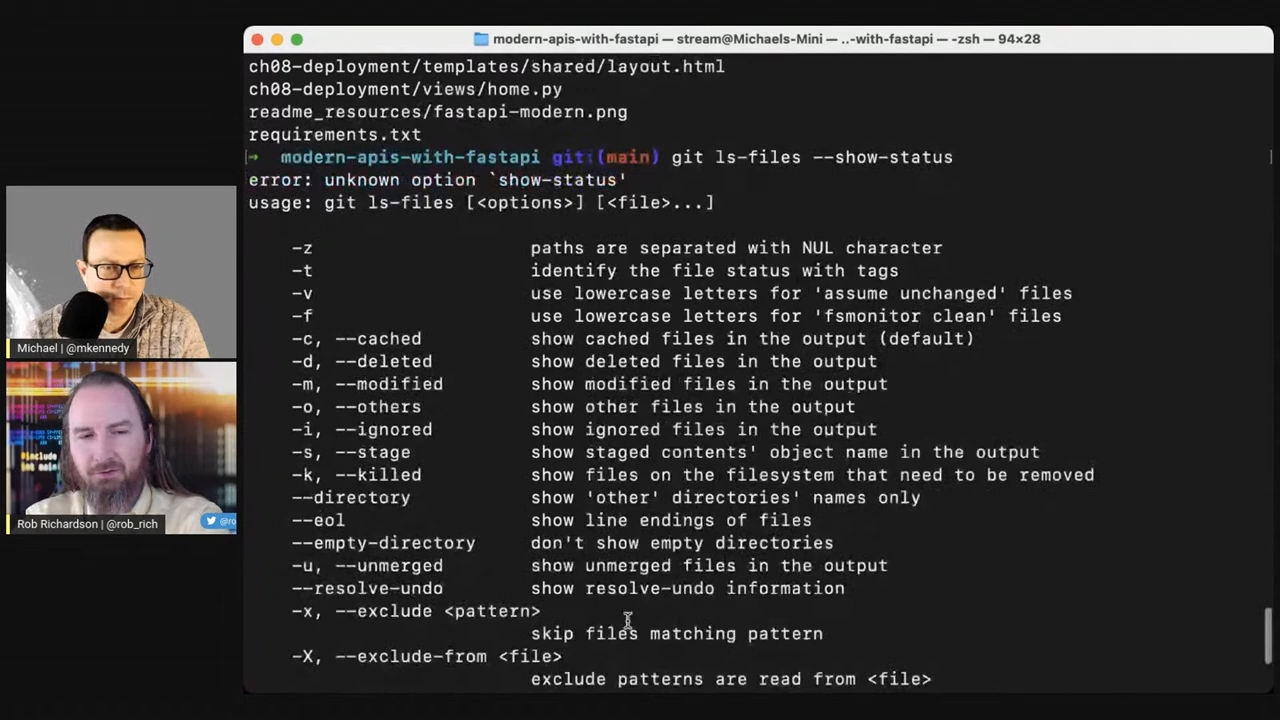 modern-apis-with-fastapi — stream@Michaels-Mini — ..-with-fastapi — -zsh — 94×28
ch08-deployment/templates/shared/layout.html
ch08-deployment/views/home.py
readme_resources/fastapi-modern.png
requirements.txt
→ modern-apis-with-fastapi git:(main) git ls-files --show-status
error: unknown option `show-status'
usage: git ls-files [<options>] [<file>...]
-z paths are separated with NUL character
-t identify the file status with tags
-v use lowercase letters for 'assume unchanged' files
-f use lowercase letters for 'fsmonitor clean' files
-c, --cached show cached files in the output (default)
-d, --deleted show deleted files in the output
-m, --modified show modified files in the output
-o, --others show other files in the output
-i, --ignored show ignored files in the output
-s, --stage show staged contents' object name in the output
-k, --killed show files on the filesystem that need to be removed
--directory show 'other' directories' names only
--eol show line endings of files
--empty-directory don't show empty directories
-u, --unmerged show unmerged files in the output
--resolve-undo show resolve-undo information
-x, --exclude <pattern>
skip files matching pattern
-X, --exclude-from <file>
exclude patterns are read from <file>
Michael | @mkennedy
#include
Rob Richardson | @rob_rich
@ro